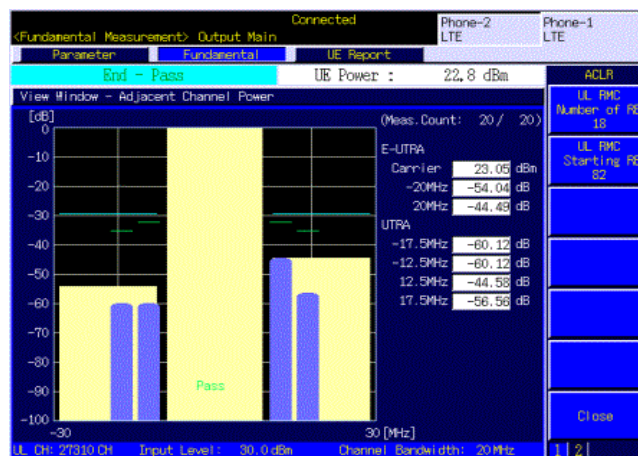 Connected
<Fundamental Measurement> Output Main
Phone-2
LTE
Phone-1
LTE
Parameter
Fundamental
UE Report
End - Pass
UE Power :
22.8 dBm
ACLR
View Window - Adjacent Channel Power
UL RMC
Number of RB
18
UL RMC
Starting RB
82
[dB]
(Meas.Count: 20/ 20)
0
-10
-20
-30
-40
-50
-60
-70
-80
-90
-100
E-UTRA
Carrier 23.05 dBm
-20MHz -54.04 dB
20MHz -44.49 dB
UTRA
-17.5MHz -60.12 dB
-12.5MHz -60.12 dB
12.5MHz -44.58 dB
17.5MHz -56.56 dB
Pass
-30
30 [MHz]
Close
UL CH: 27310 CH Input Level: 30.0 dBm Channel Bandwidth: 20 MHz
1 2